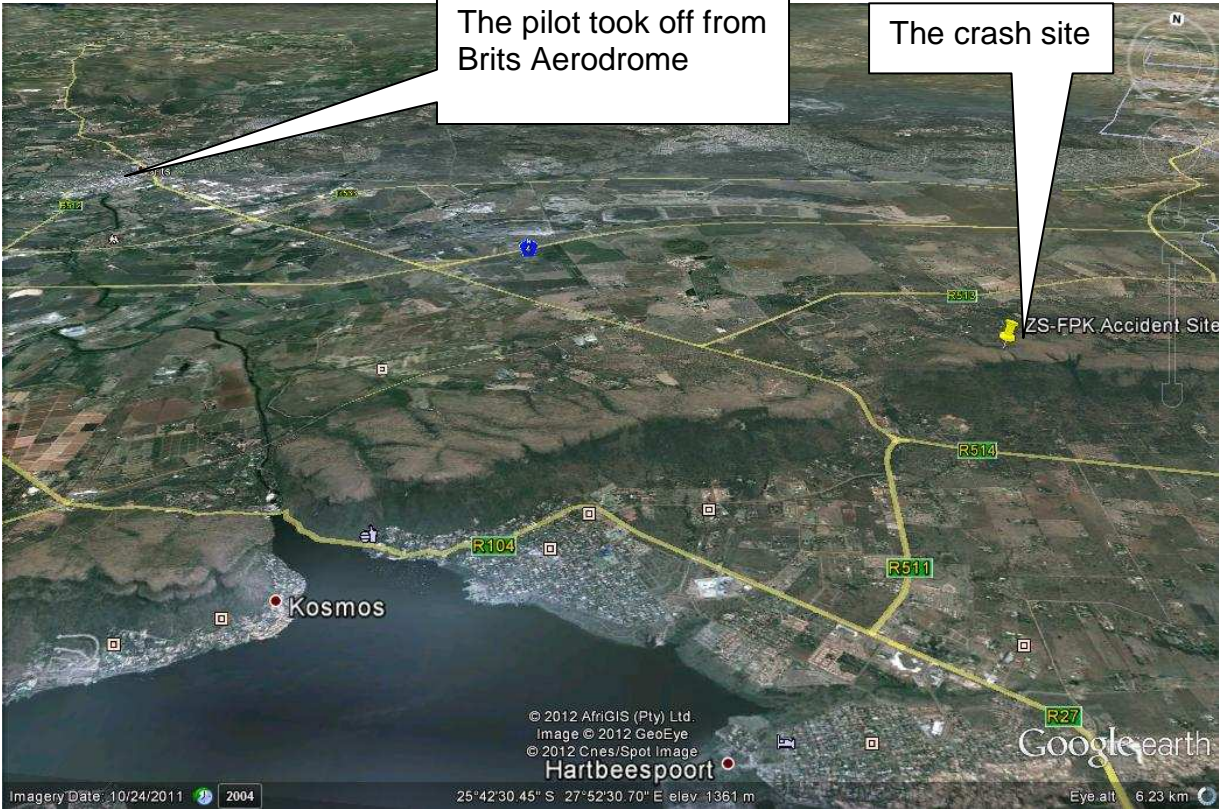 The pilot took off from
Brits Aerodrome
The crash site
N
R513
ZS-FPK Accident Site
R514
R104
R511
Kosmos
R27
© 2012 AfriGIS (Pty) Ltd.
Image © 2012 GeoEye
© 2012 Cnes/Spot Image
Google earth
Hartbeespoort
Imagery Date: 10/24/2011 2004 25°42'30.45" S 27°52'30.70" E elev 1361 m Eye alt 6.23 km